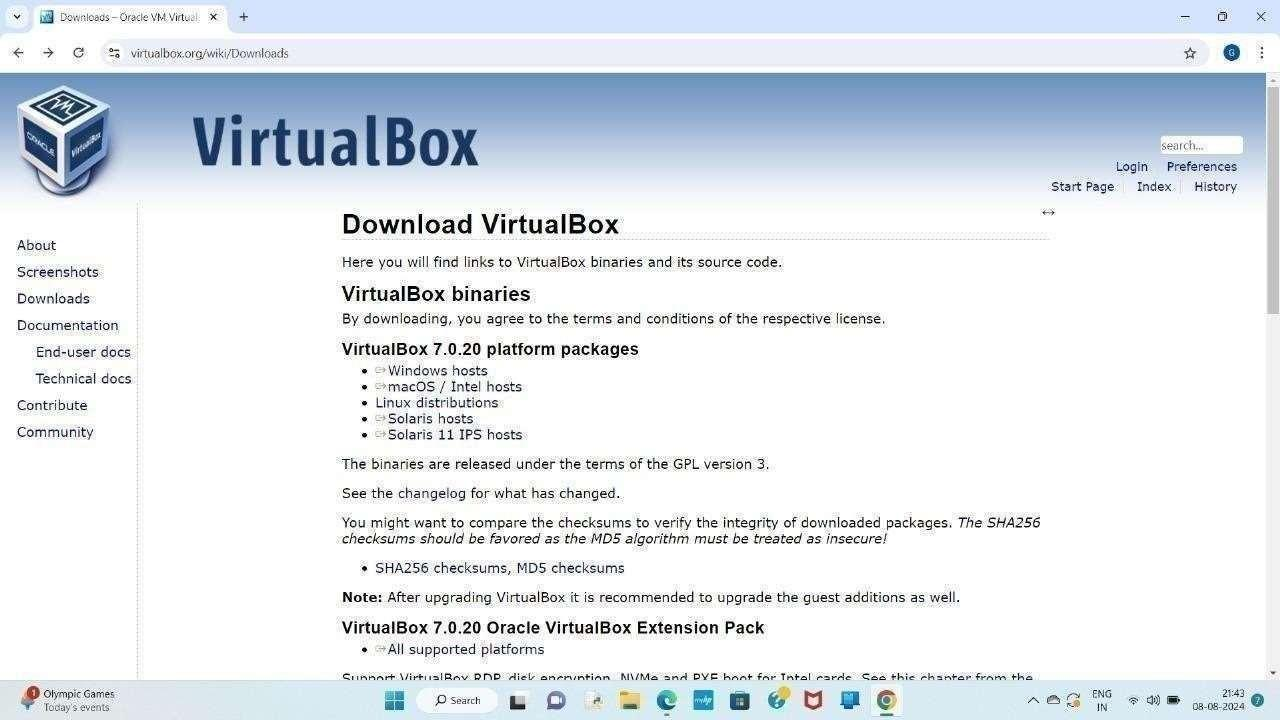 Downloads – Oracle VM Virtual
virtualbox.org/wiki/Downloads
G
ORACLE
VirtualBox
VirtualBox
search...
Login Preferences
Start Page Index History
About
Screenshots
Downloads
Documentation
End-user docs
Technical docs
Contribute
Community
Download VirtualBox
Here you will find links to VirtualBox binaries and its source code.
VirtualBox binaries
By downloading, you agree to the terms and conditions of the respective license.
VirtualBox 7.0.20 platform packages
• Windows hosts
• macOS / Intel hosts
• Linux distributions
• Solaris hosts
• Solaris 11 IPS hosts
The binaries are released under the terms of the GPL version 3.
See the changelog for what has changed.
You might want to compare the checksums to verify the integrity of downloaded packages. The SHA256
checksums should be favored as the MD5 algorithm must be treated as insecure!
• SHA256 checksums, MD5 checksums
Note: After upgrading VirtualBox it is recommended to upgrade the guest additions as well.
VirtualBox 7.0.20 Oracle VirtualBox Extension Pack
• All supported platforms
Support VirtualBox RDP, disk encryption, NVMe and PXE boot for Intel cards. See this chapter from the
1
Olympic Games
Today's events
Search
myhp
ENG
IN
21:43
08-08-2024
7